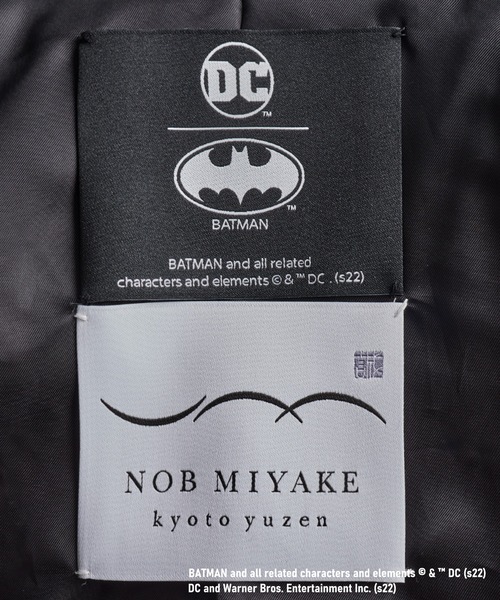 DC
™
™
BATMAN
BATMAN and all related
characters and elements © & ™ DC . (s22)
NOB MIYAKE
kyoto yuzen
BATMAN and all related characters and elements © & ™ DC (s22)
DC and Warner Bros. Entertainment Inc. (s22)